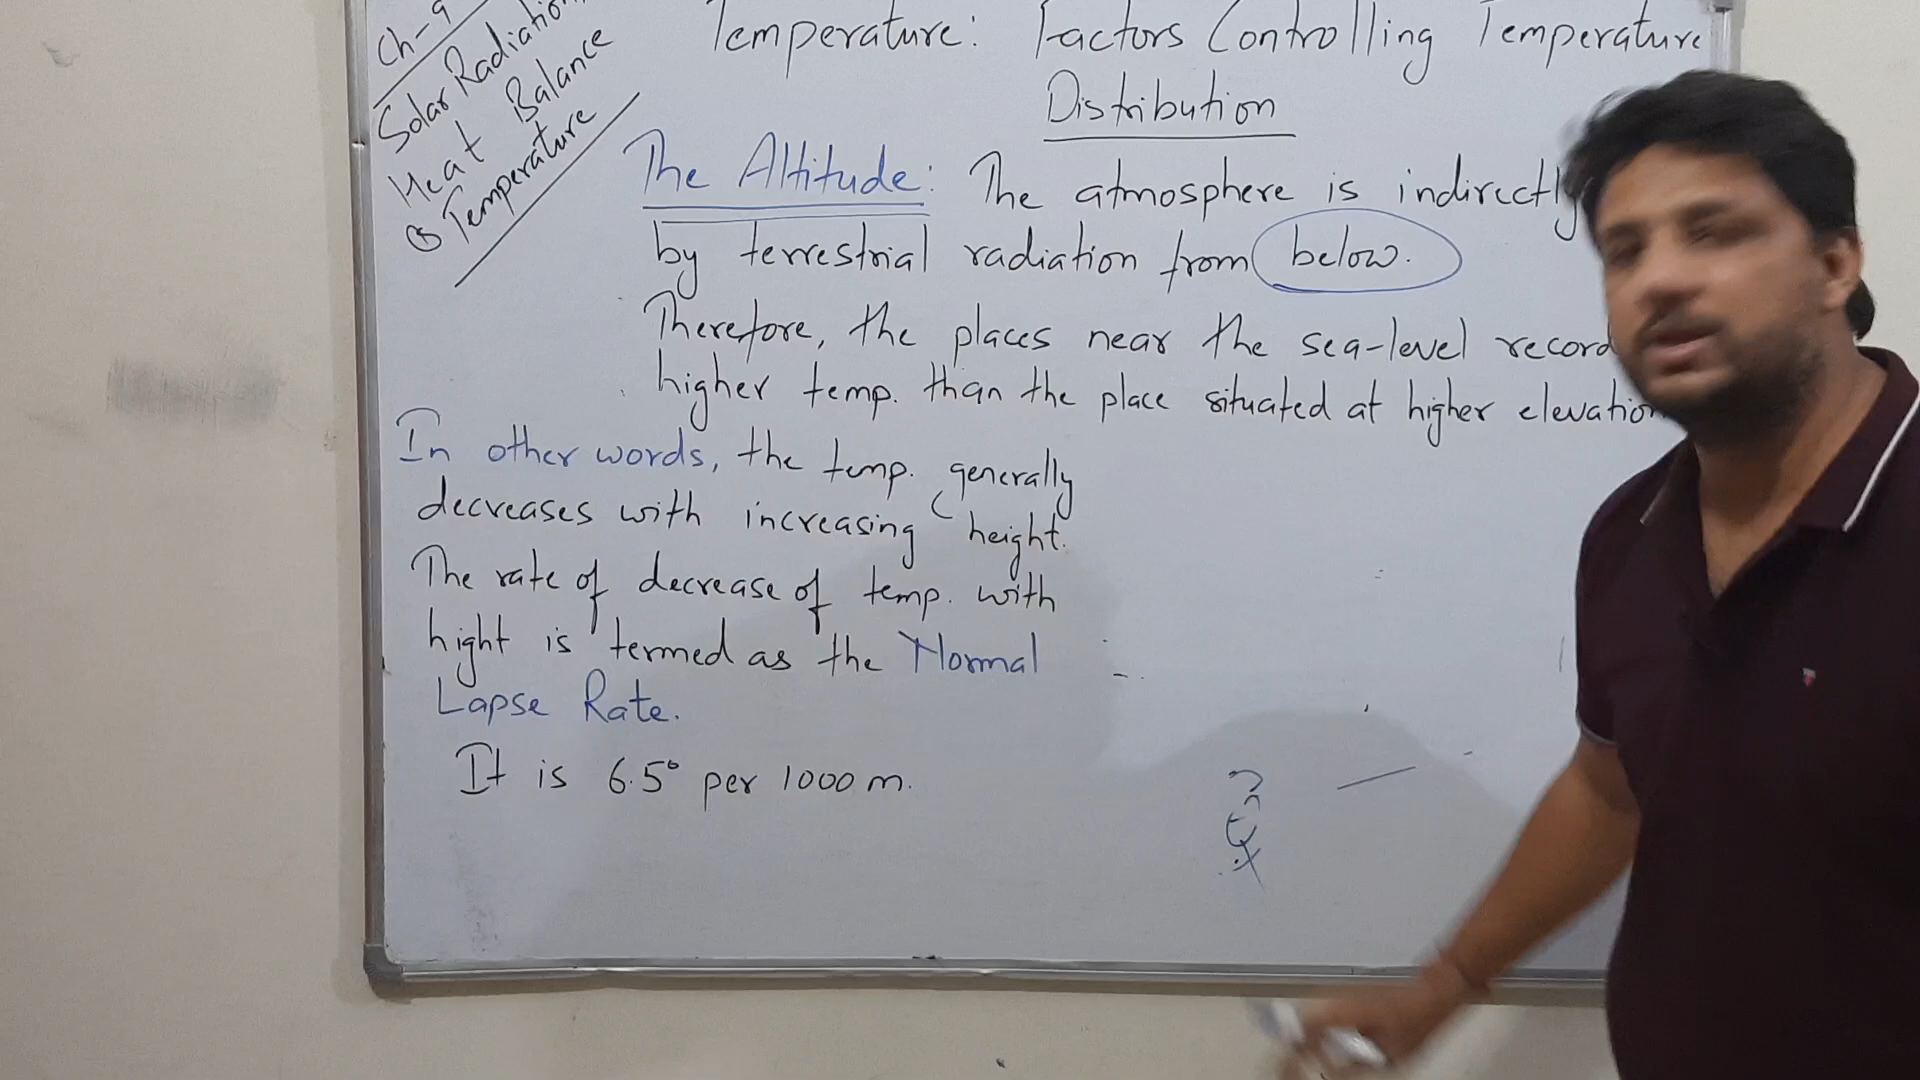 Ch-9
Solar Radiation,
Heat Balance
& Temperature
Temperature: Factors Controlling Temperature
Distribution
The Altitude: The atmosphere is indirectly
by terrestrial radiation from below.
Therefore, the places near the sea-level record
higher temp. than the place situated at higher elevation
In other words, the temp. generally
decreases with increasing height.
The rate of decrease of temp. with
hight is termed as the Normal
Lapse Rate.
It is 6.5° per 1000 m.